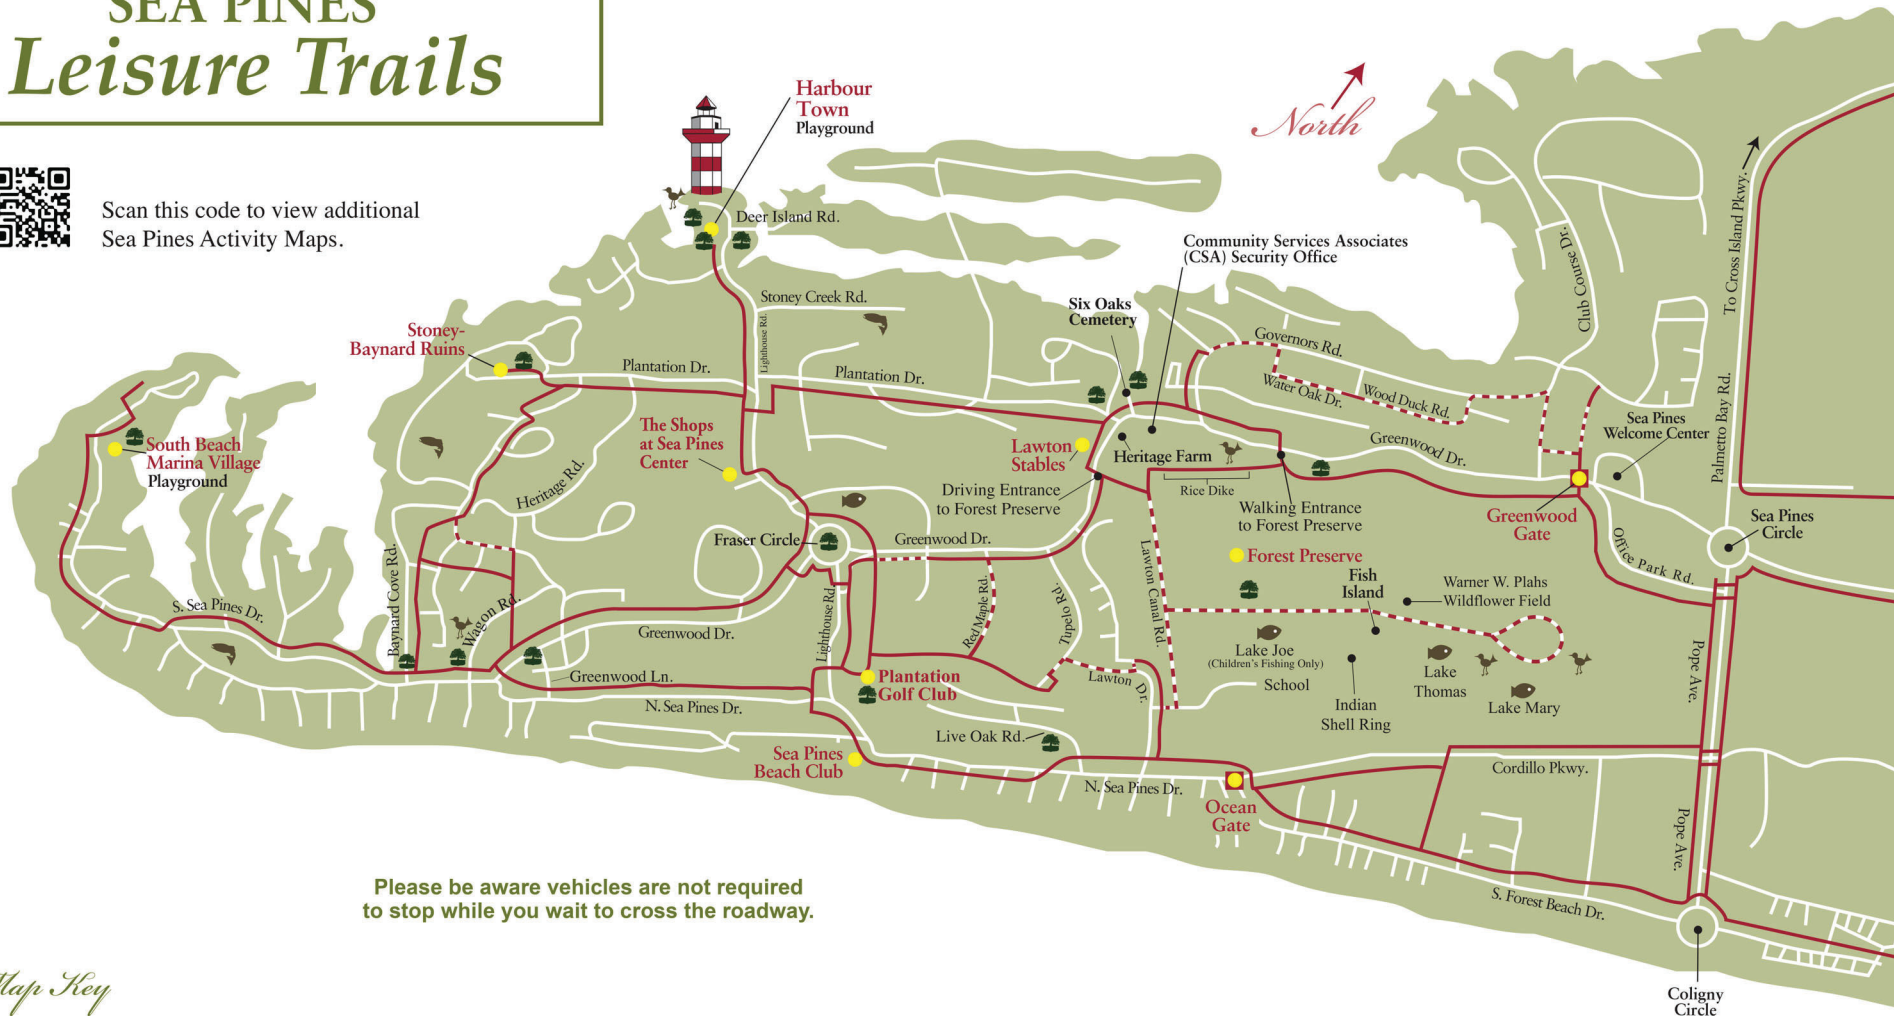 SEA PINES
Leisure Trails
Scan this code to view additional
Sea Pines Activity Maps.
Harbour
Town
Playground
North
Deer Island Rd.
Stoney Creek Rd.
Lighthouse Rd.
Stoney-
Baynard Ruins
Plantation Dr.
Plantation Dr.
Community Services Associates
(CSA) Security Office
Six Oaks
Cemetery
Governors Rd.
Water Oak Dr.
Wood Duck Rd.
Club Course Dr.
To Cross Island Pkwy.
Palmetto Bay Rd.
Sea Pines
Welcome Center
The Shops
at Sea Pines
Center
South Beach
Marina Village
Playground
Heritage Rd.
Lawton
Stables
Heritage Farm
Greenwood Dr.
Rice Dike
Driving Entrance
to Forest Preserve
Walking Entrance
to Forest Preserve
Greenwood
Gate
Sea Pines
Circle
Office Park Rd.
Fraser Circle
Greenwood Dr.
Forest Preserve
Fish
Island
Warner W. Plahs
Wildflower Field
Lawton Canal Rd.
Tupelo Rd.
Red Maple Rd.
Lighthouse Rd.
S. Sea Pines Dr.
Baynard Cove Rd.
Wagon Rd.
Greenwood Dr.
Greenwood Ln.
N. Sea Pines Dr.
Plantation
Golf Club
Lawton Dr.
Lake Joe
(Children's Fishing Only)
School
Indian
Shell Ring
Lake
Thomas
Lake Mary
Pope Ave.
Live Oak Rd.
Sea Pines
Beach Club
N. Sea Pines Dr.
Ocean
Gate
Cordillo Pkwy.
Pope Ave.
S. Forest Beach Dr.
Coligny
Circle
Please be aware vehicles are not required
to stop while you wait to cross the roadway.
Map Key